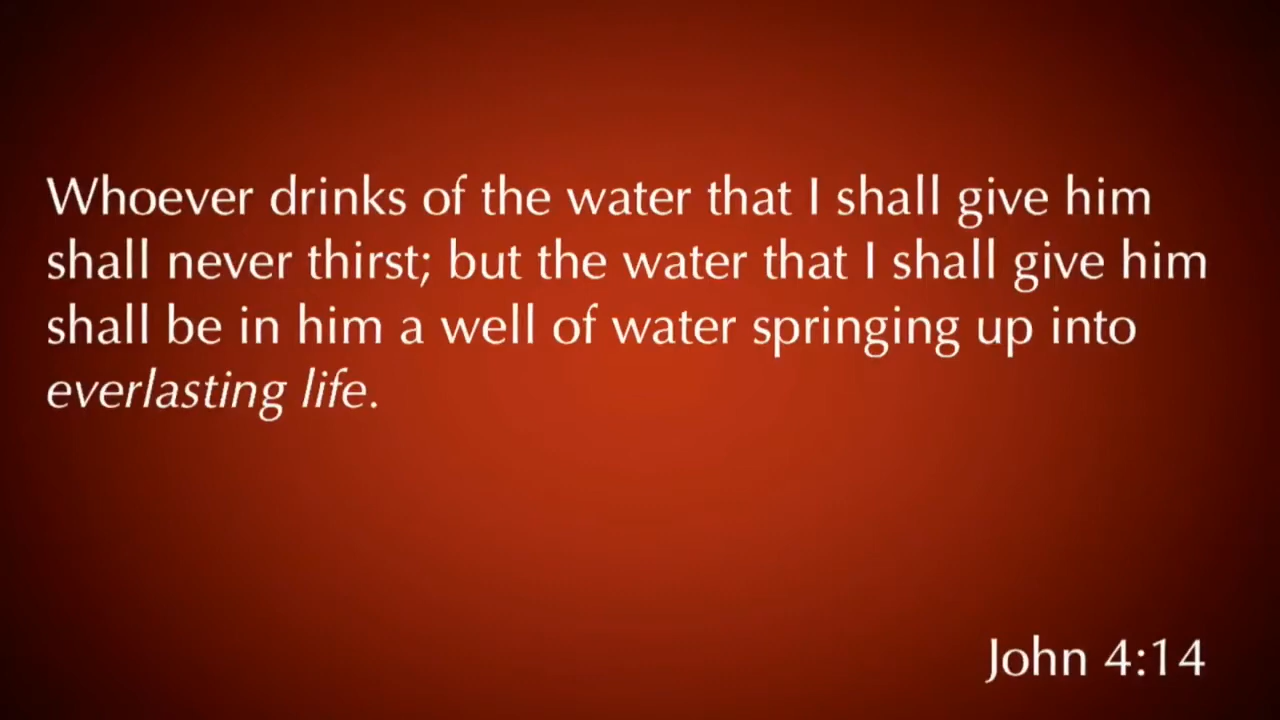 Whoever drinks of the water that I shall give him
shall never thirst; but the water that I shall give him
shall be in him a well of water springing up into
everlasting life.
John 4:14